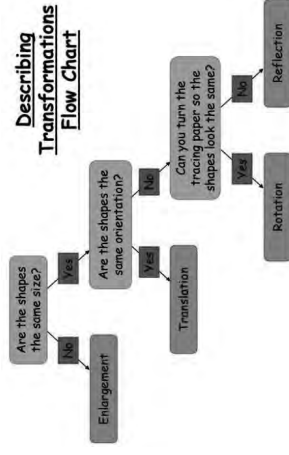 Describing
Transformations
Flow Chart
Are the shapes
the same size?
No
Yes
Enlargement
Are the shapes the
same orientation?
Yes
No
Translation
Can you turn the
tracing paper so the
shapes look the same?
Yes
No
Rotation
Reflection